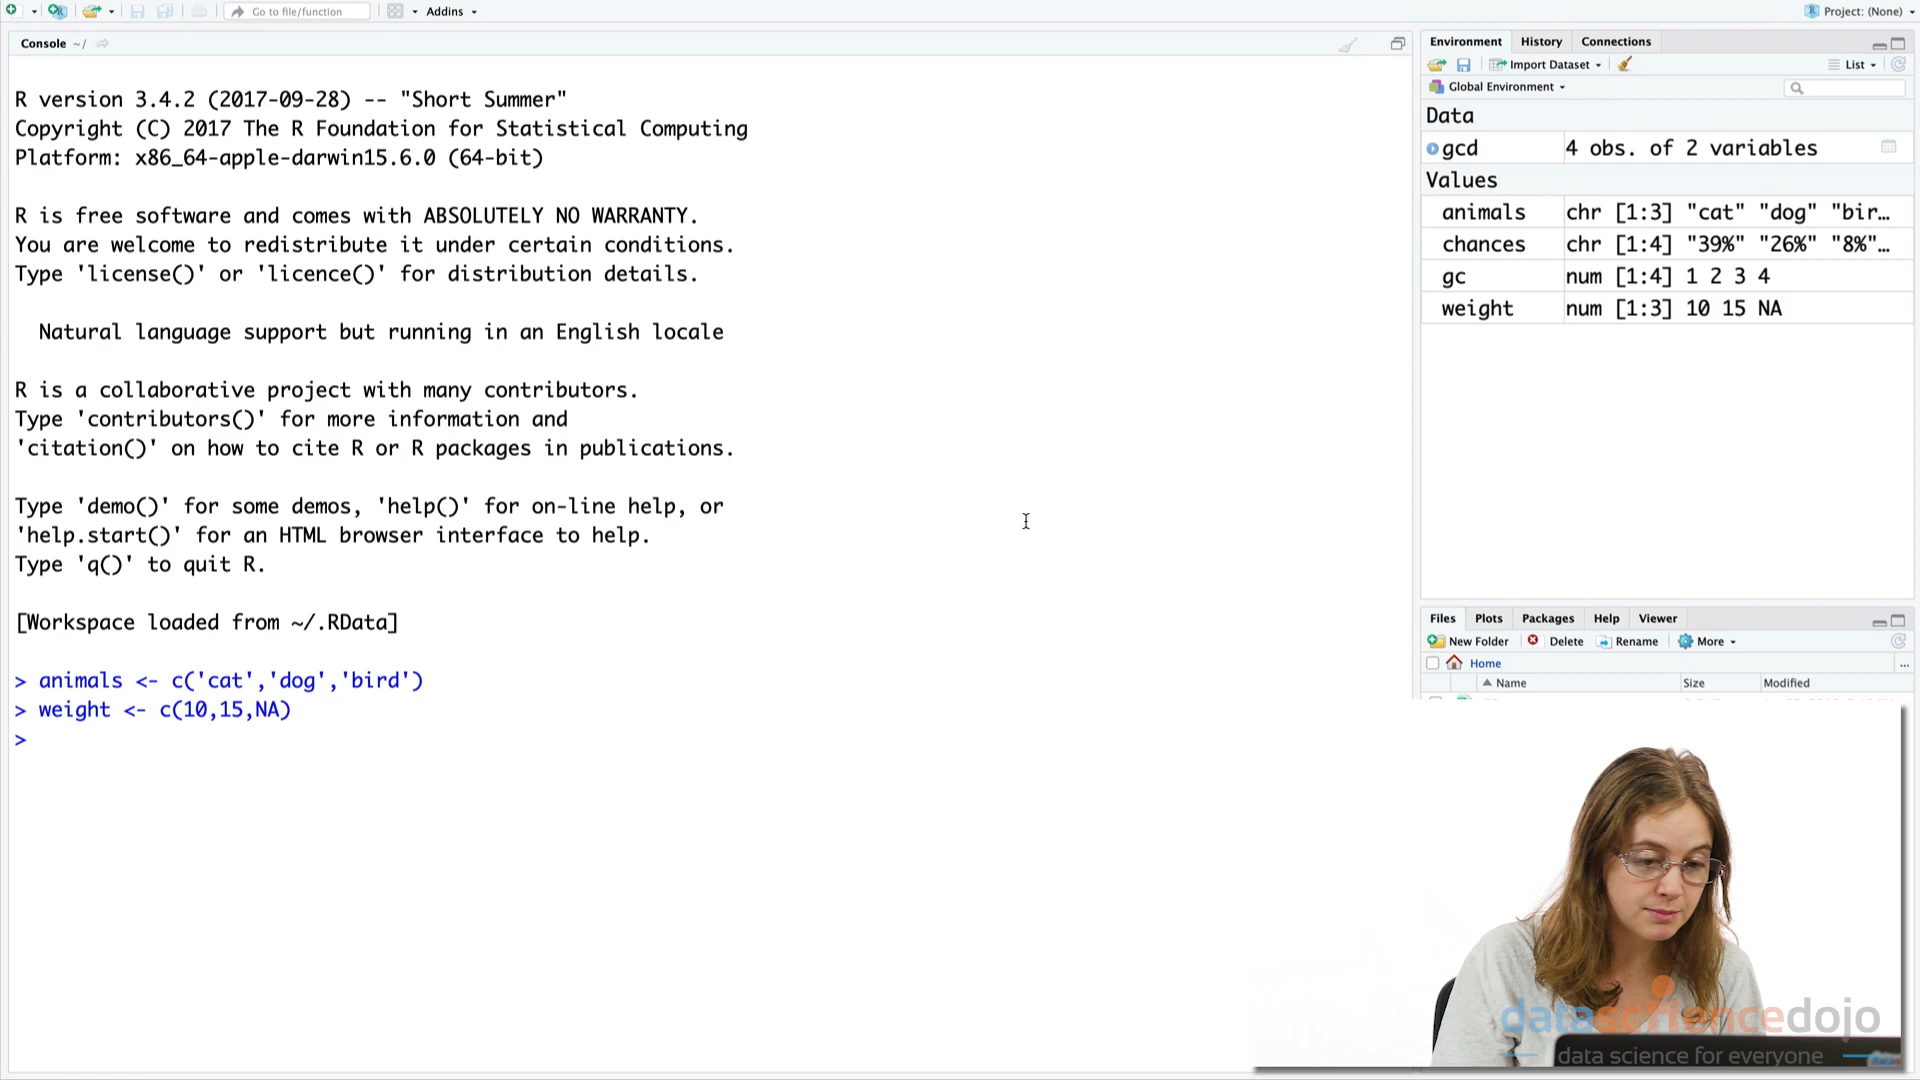 Go to file/function
Addins
Project: (None)
Console ~/
R version 3.4.2 (2017-09-28) -- "Short Summer"
Copyright (C) 2017 The R Foundation for Statistical Computing
Platform: x86_64-apple-darwin15.6.0 (64-bit)
R is free software and comes with ABSOLUTELY NO WARRANTY.
You are welcome to redistribute it under certain conditions.
Type 'license()' or 'licence()' for distribution details.
Natural language support but running in an English locale
R is a collaborative project with many contributors.
Type 'contributors()' for more information and
'citation()' on how to cite R or R packages in publications.
Type 'demo()' for some demos, 'help()' for on-line help, or
'help.start()' for an HTML browser interface to help.
Type 'q()' to quit R.
[Workspace loaded from ~/.RData]
> animals <- c('cat','dog','bird')
> weight <- c(10,15,NA)
>
Environment History Connections
Import Dataset List
Global Environment
Data
gcd 4 obs. of 2 variables
Values
animals chr [1:3] "cat" "dog" "bir…
chances chr [1:4] "39%" "26%" "8%"…
gc num [1:4] 1 2 3 4
weight num [1:3] 10 15 NA
Files Plots Packages Help Viewer
New Folder Delete Rename More
Home ...
Name Size Modified
datasciencedojo
data science for everyone